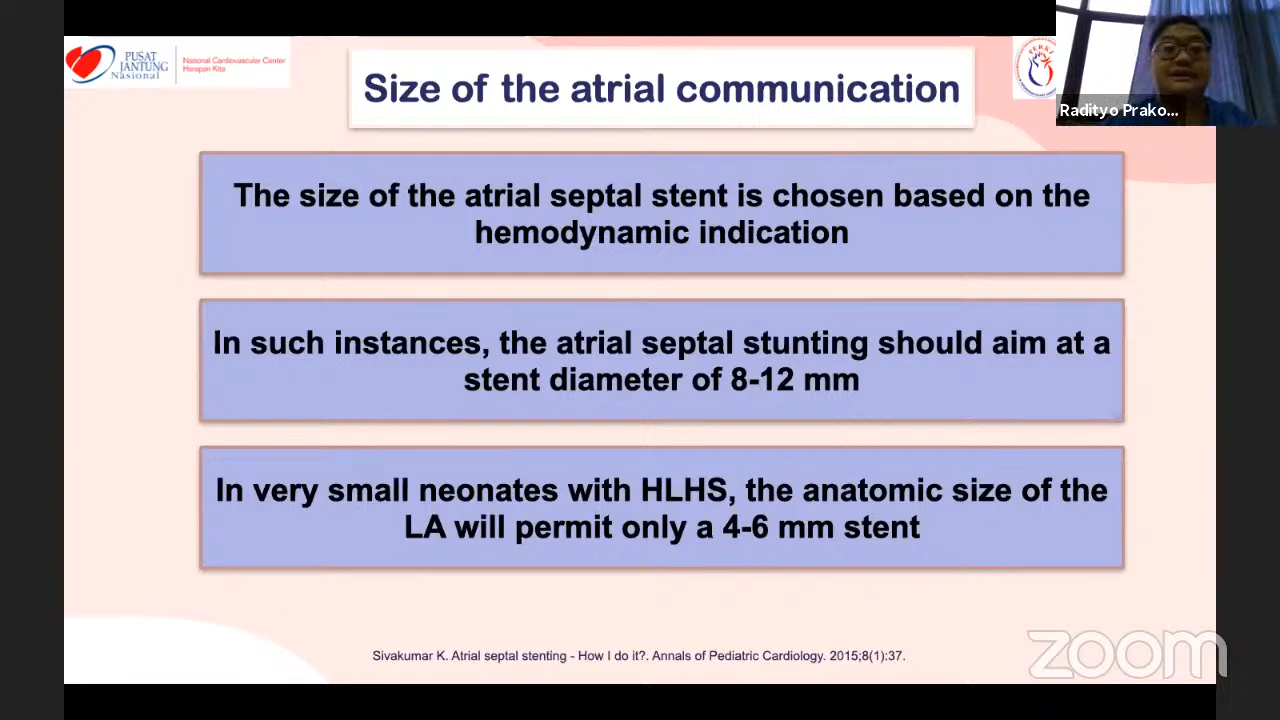 PUSAT
JANTUNG
Nasional
National Cardiovascular Center
Harapan Kita
Size of the atrial communication
PERKI
Radityo Prako...
The size of the atrial septal stent is chosen based on the
hemodynamic indication
In such instances, the atrial septal stunting should aim at a
stent diameter of 8-12 mm
In very small neonates with HLHS, the anatomic size of the
LA will permit only a 4-6 mm stent
Sivakumar K. Atrial septal stenting - How I do it?. Annals of Pediatric Cardiology. 2015;8(1):37.
zoom